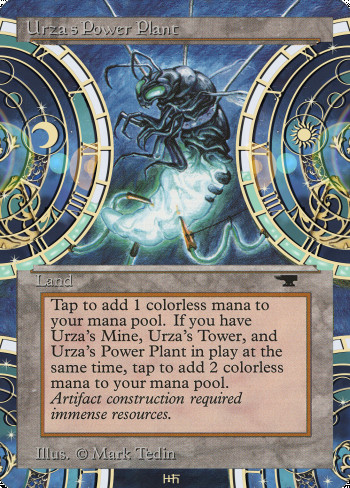 Urza's Power Plant
Land
Tap to add 1 colorless mana to
your mana pool. If you have
Urza's Mine, Urza's Tower, and
Urza's Power Plant in play at the
same time, tap to add 2 colorless
mana to your mana pool.
Artifact construction required
immense resources.
Illus. © Mark Tedin